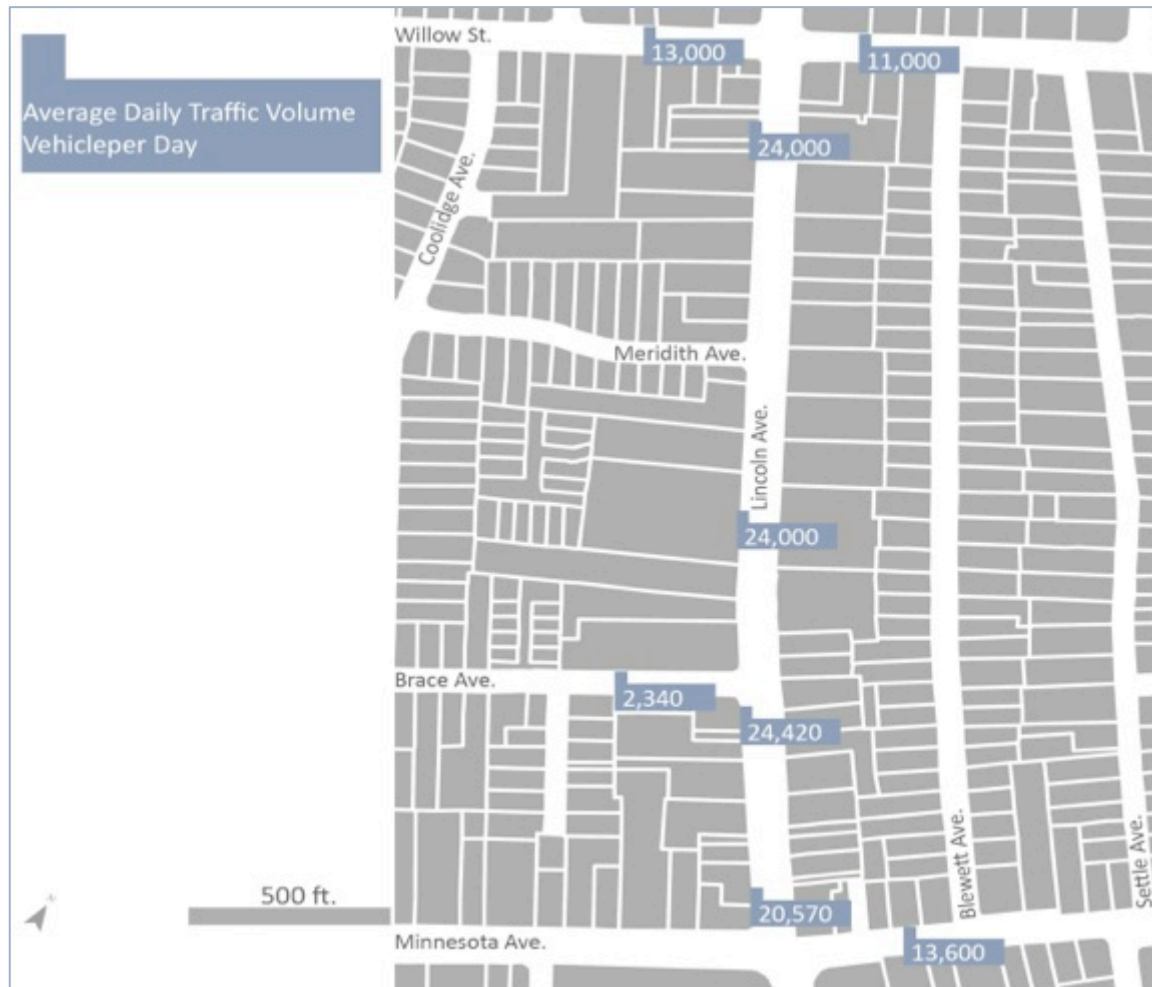 Willow St.
13,000
11,000
Average Daily Traffic Volume
Vehicleper Day
24,000
Coolidge Ave.
Meridith Ave.
Lincoln Ave.
24,000
Brace Ave.
2,340
24,420
Blewett Ave.
Settle Ave.
500 ft.
20,570
Minnesota Ave.
13,600